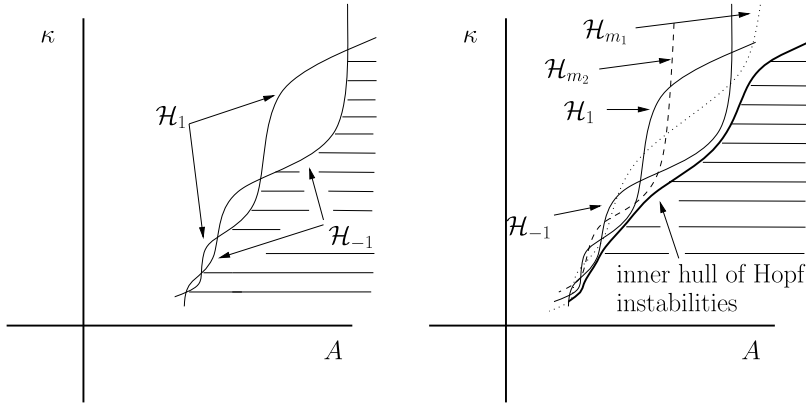 κ
ℋ₁
ℋ₋₁
A
κ
ℋₘ₁
ℋₘ₂
ℋ₁
ℋ₋₁
inner hull of Hopf
instabilities
A